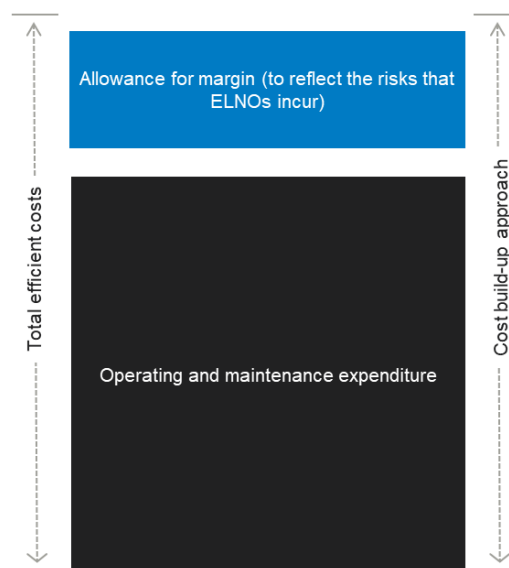 Allowance for margin (to reflect the risks that
ELNOs incur)
Total efficient costs
Cost build-up approach
Operating and maintenance expenditure